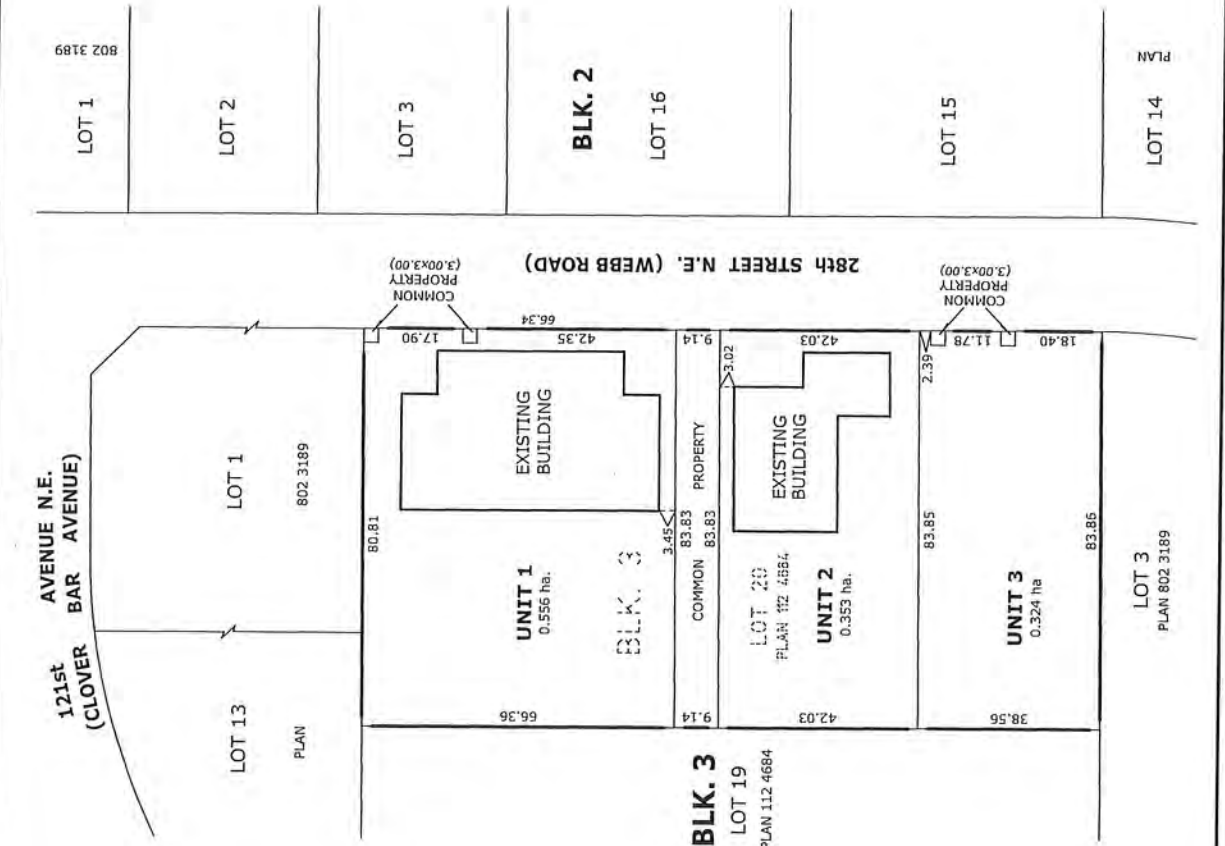 121st AVENUE N.E.
(CLOVER BAR AVENUE)
LOT 1
802 3189
LOT 2
LOT 3
BLK. 2
LOT 16
LOT 15
LOT 14
PLAN
28th STREET N.E. (WEBB ROAD)
LOT 13
PLAN
LOT 1
802 3189
COMMON
PROPERTY
(3.00x3.00)
80.81
17.90
66.34
42.35
66.36
EXISTING
BUILDING
UNIT 1
0.556 ha.
BLK. 3
3.45
83.83
COMMON PROPERTY
83.83
9.14
9.14
3.02
EXISTING
BUILDING
LOT 20
PLAN 112 4684
UNIT 2
0.353 ha.
42.03
42.03
2.39
83.85
COMMON
PROPERTY
(3.00x3.00)
11.78
18.40
UNIT 3
0.324 ha
38.56
83.86
BLK. 3
LOT 19
PLAN 112 4684
LOT 3
PLAN 802 3189